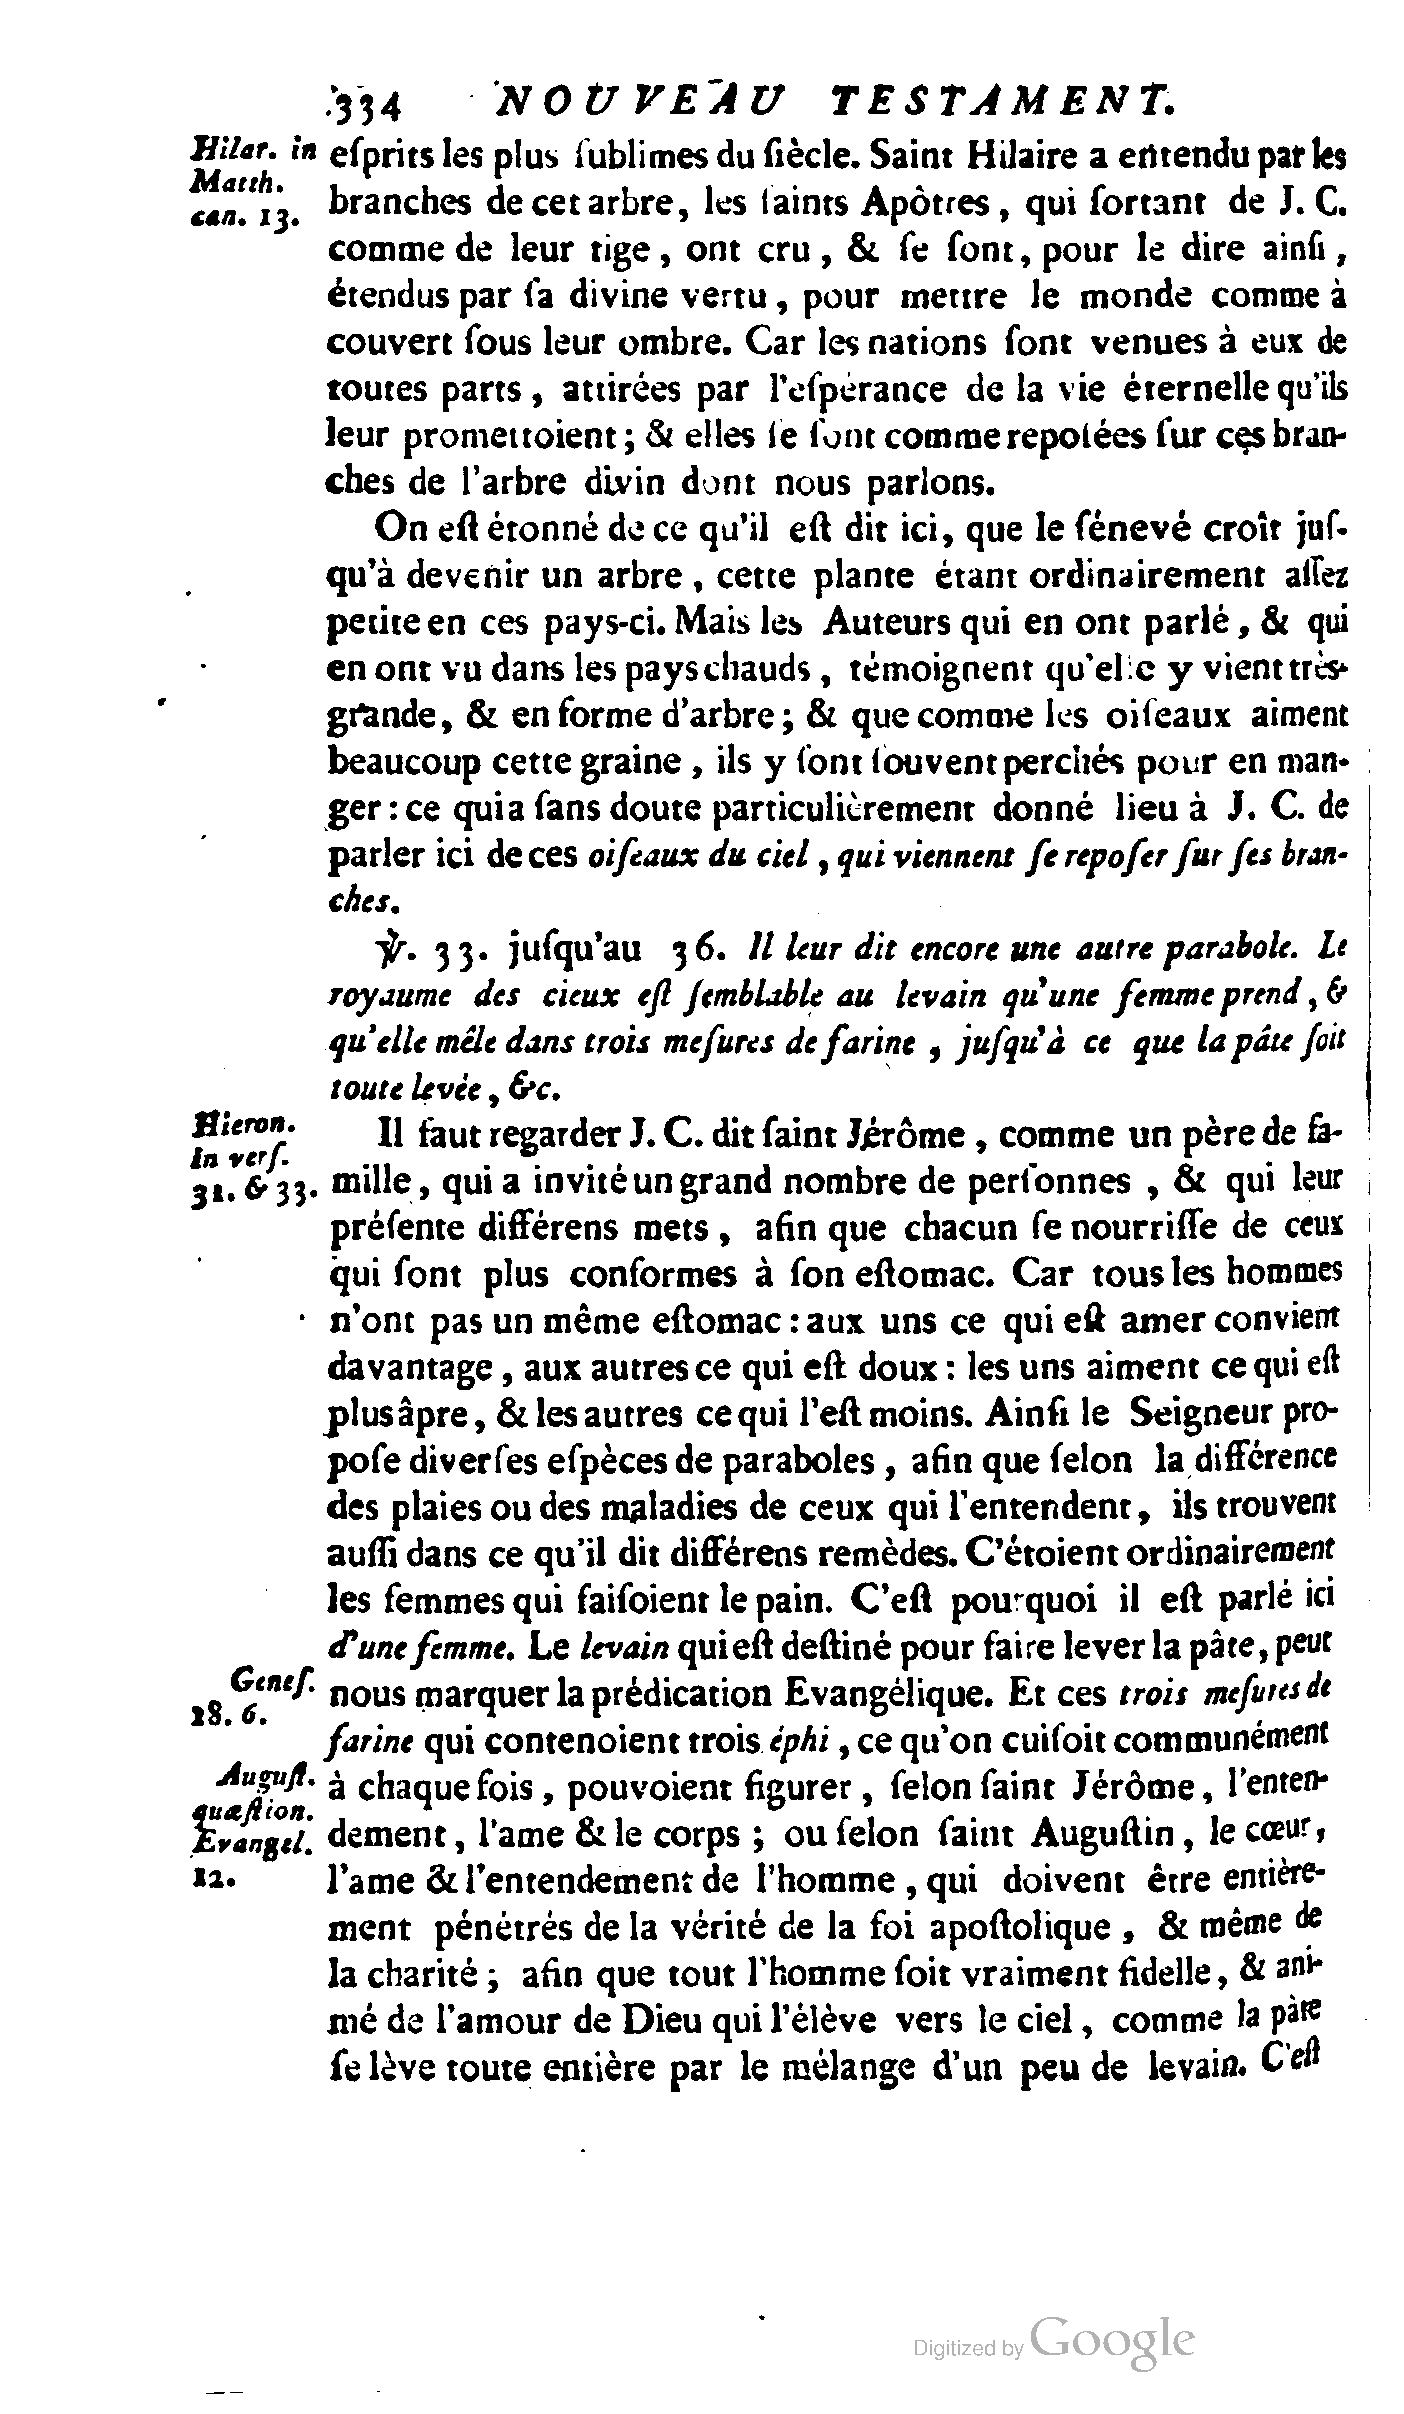 334 NOUVEAU TESTAMENT.
Hilar. in
Matth.
can. 13.
eſprits les plus ſublimes du ſiècle. Saint Hilaire a entendu par les
branches de cet arbre, les ſaints Apôtres, qui ſortant de J. C.
comme de leur tige, ont cru, & ſe ſont, pour le dire ainſi,
étendus par ſa divine vertu, pour mettre le monde comme à
couvert ſous leur ombre. Car les nations ſont venues à eux de
toutes parts, attirées par l'eſpérance de la vie éternelle qu'ils
leur promettoient; & elles ſe ſont comme repoſées ſur ces bran-
ches de l'arbre divin dont nous parlons.
On eſt étonné de ce qu'il eſt dit ici, que le ſénevé croît juſ-
qu'à devenir un arbre, cette plante étant ordinairement aſſez
petite en ces pays-ci. Mais les Auteurs qui en ont parlé, & qui
en ont vu dans les pays chauds, témoignent qu'elle y vient très-
grande, & en forme d'arbre; & que comme les oiſeaux aiment
beaucoup cette graine, ils y ſont ſouvent perchés pour en man-
ger: ce qui a ſans doute particulièrement donné lieu à J. C. de
parler ici de ces oiſeaux du ciel, qui viennent ſe repoſer ſur ſes bran-
ches.
℣. 33. juſqu'au 36. Il leur dit encore une autre parabole. Le
royaume des cieux eſt ſemblable au levain qu'une femme prend, &
qu'elle mêle dans trois meſures de farine, juſqu'à ce que la pâte ſoit
toute levée, &c.
Hieron.
in verſ.
31. & 33.
Il faut regarder J. C. dit ſaint Jérôme, comme un père de fa-
mille, qui a invité un grand nombre de perſonnes, & qui leur
préſente différens mets, afin que chacun ſe nourriſſe de ceux
qui ſont plus conformes à ſon eſtomac. Car tous les hommes
n'ont pas un même eſtomac: aux uns ce qui eſt amer convient
davantage, aux autres ce qui eſt doux: les uns aiment ce qui eſt
plus âpre, & les autres ce qui l'eſt moins. Ainſi le Seigneur pro-
poſe diverſes eſpèces de paraboles, afin que ſelon la différence
des plaies ou des maladies de ceux qui l'entendent, ils trouvent
auſſi dans ce qu'il dit différens remèdes. C'étoient ordinairement
les femmes qui faiſoient le pain. C'eſt pourquoi il eſt parlé ici
d'une femme. Le levain qui eſt deſtiné pour faire lever la pâte, peut
Geneſ.
18. 6.
nous marquer la prédication Evangélique. Et ces trois meſures de
farine qui contenoient trois éphi, ce qu'on cuiſoit communément
Auguſt.
quæſtion.
Evangel.
12.
à chaque fois, pouvoient figurer, ſelon ſaint Jérôme, l'enten-
dement, l'ame & le corps; ou ſelon ſaint Auguſtin, le cœur,
l'ame & l'entendement de l'homme, qui doivent être entière-
ment pénétrés de la vérité de la foi apoſtolique, & même de
la charité; afin que tout l'homme ſoit vraiment fidelle, & ani-
mé de l'amour de Dieu qui l'élève vers le ciel, comme la pâte
ſe lève toute entière par le mélange d'un peu de levain. C'eſt
Digitized by Google